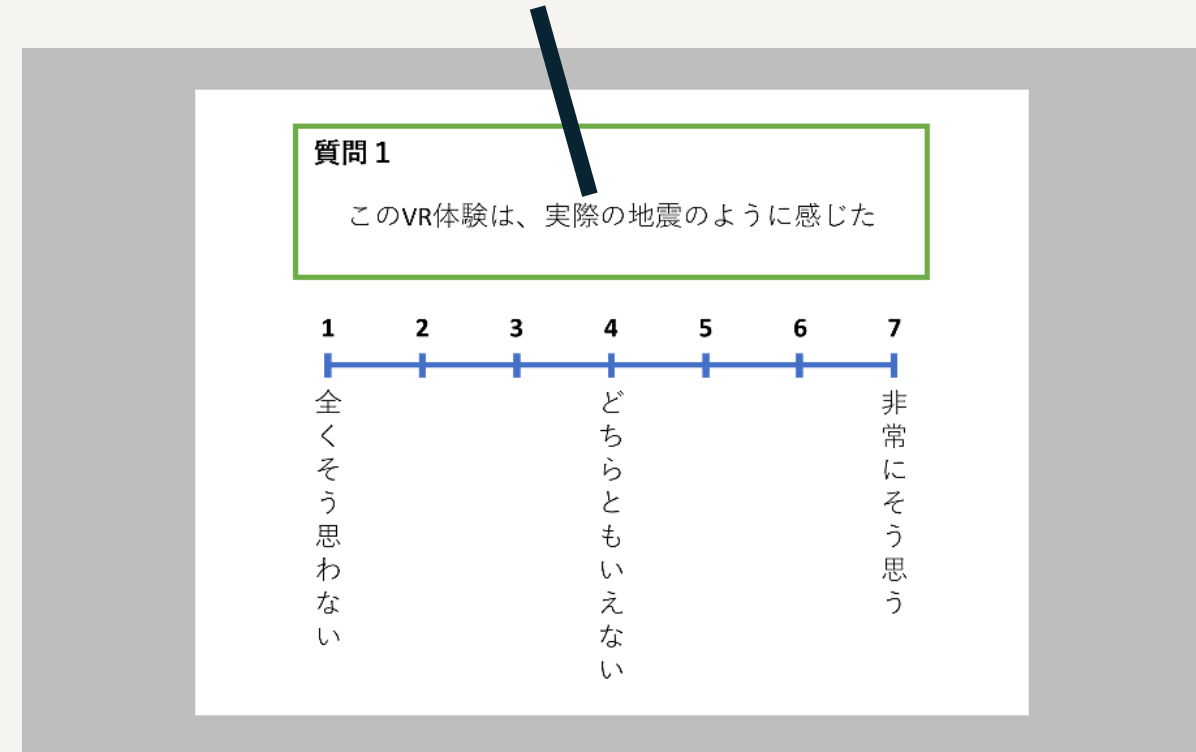 質問 1
このVR体験は、実際の地震のように感じた
1 2 3 4 5 6 7
全くそう思わない
どちらともいえない
非常にそう思う